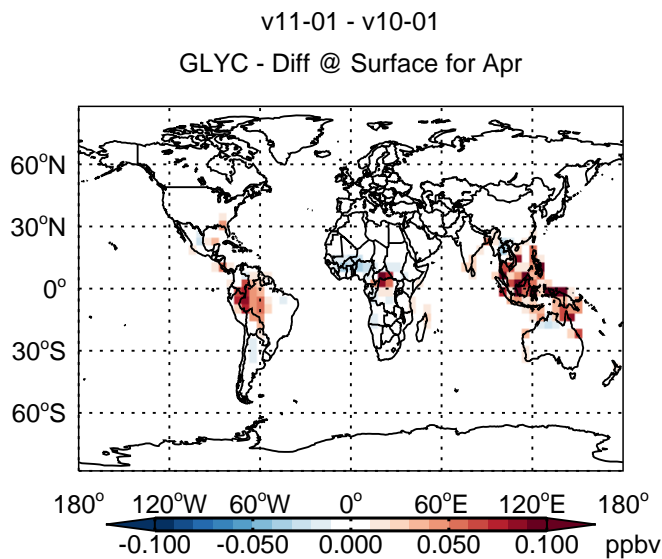 v11-01 - v10-01
GLYC - Diff @ Surface for Apr
60°N
30°N
0°
30°S
60°S
180° 120°W 60°W 0° 60°E 120°E 180°
-0.100 -0.050 0.000 0.050 0.100 ppbv